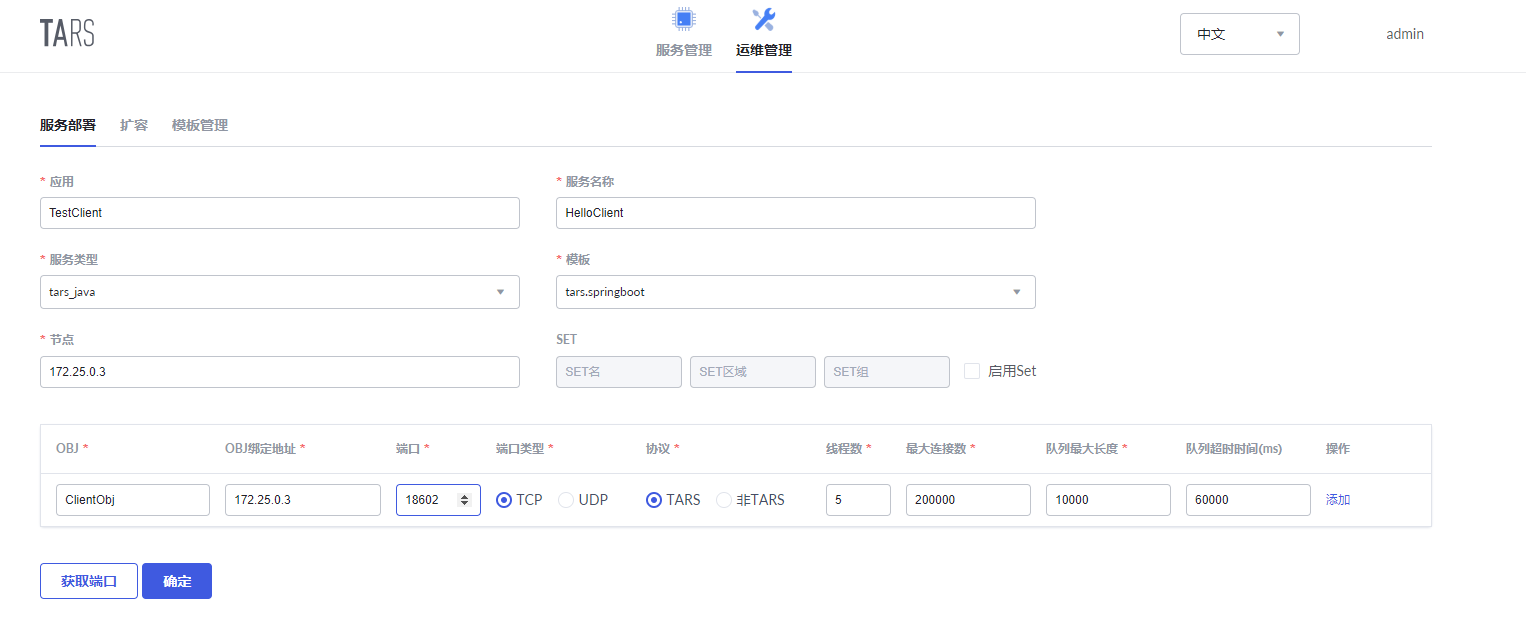 TARS
服务管理
运维管理
中文
admin
服务部署 扩容 模板管理
* 应用 * 服务名称
TestClient HelloClient
* 服务类型 * 模板
tars_java tars.springboot
* 节点 SET
172.25.0.3 SET名 SET区域 SET组 启用Set
OBJ * OBJ绑定地址 * 端口 * 端口类型 * 协议 * 线程数 * 最大连接数 * 队列最大长度 * 队列超时时间(ms) 操作
ClientObj 172.25.0.3 18602 TCP UDP TARS 非TARS 5 200000 10000 60000 添加
获取端口 确定